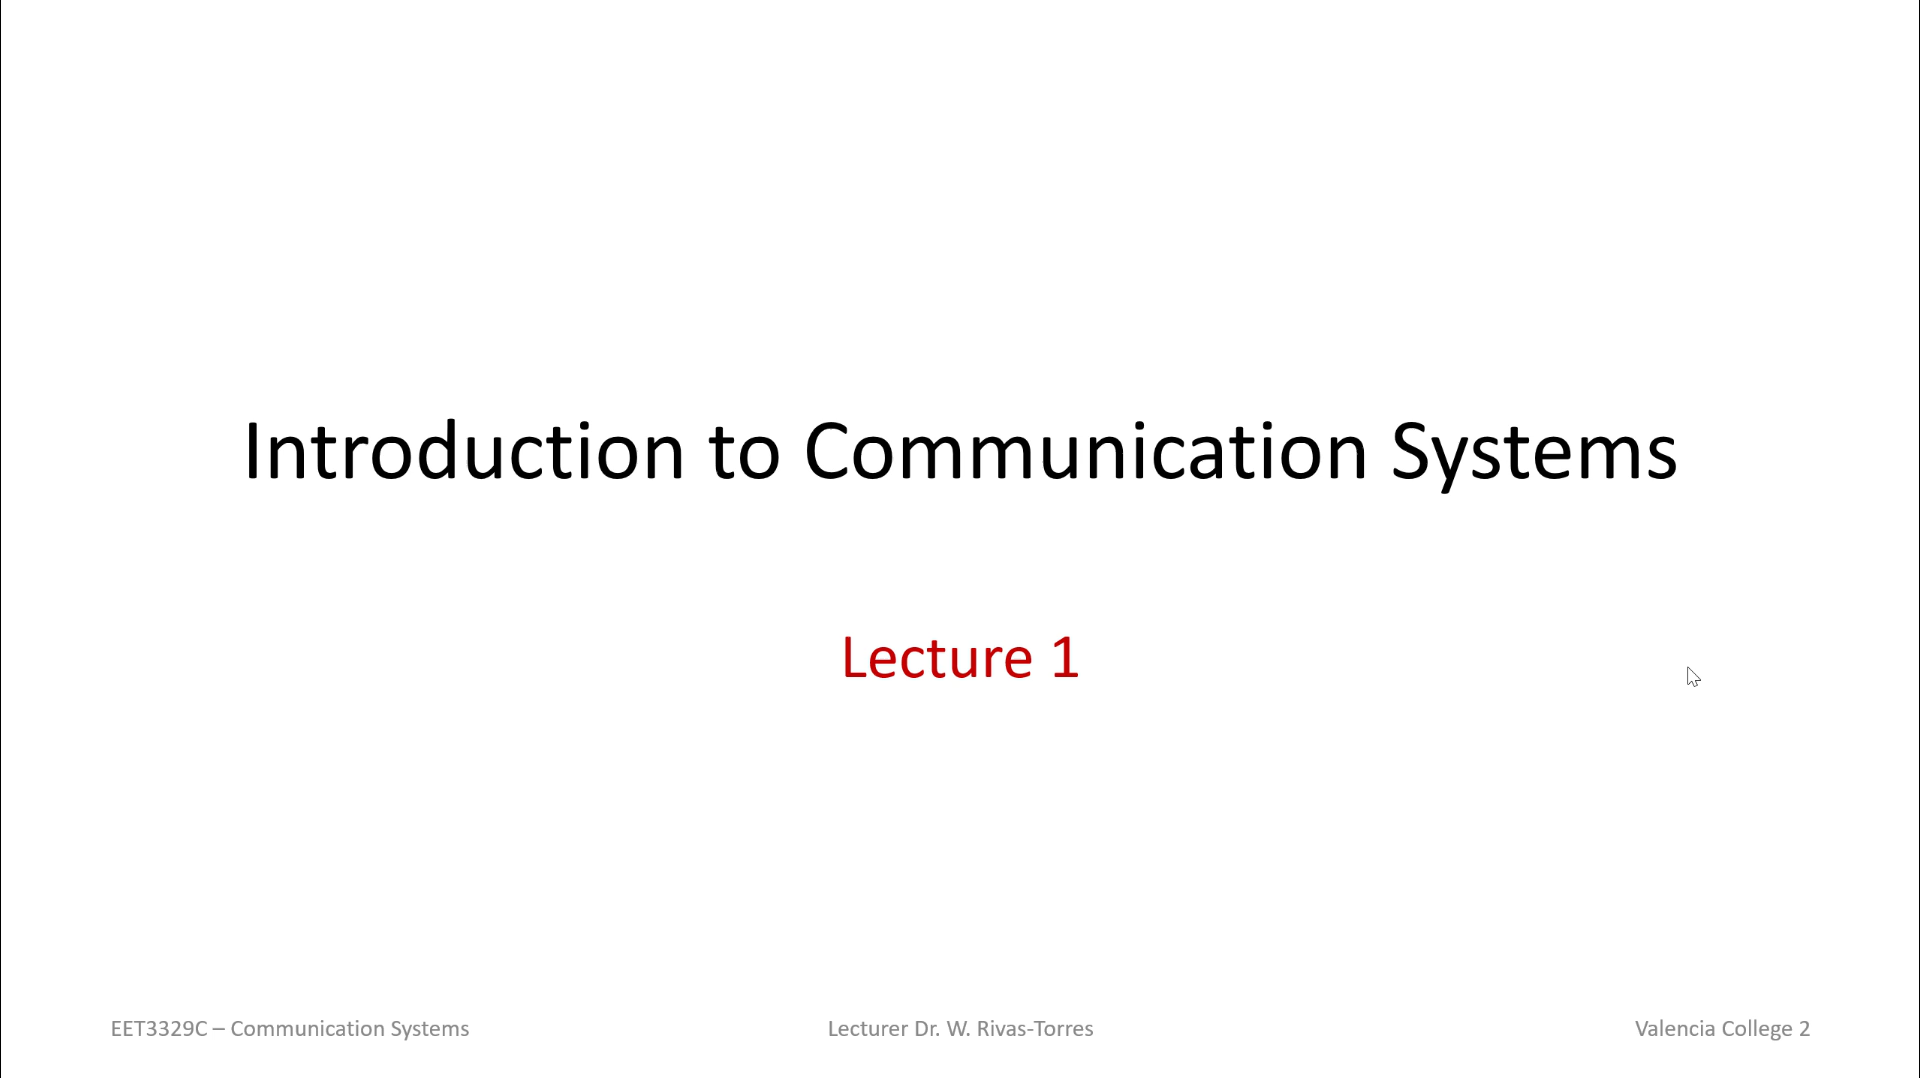 Introduction to Communication Systems
Lecture 1
EET3329C – Communication Systems
Lecturer Dr. W. Rivas-Torres
Valencia College 2